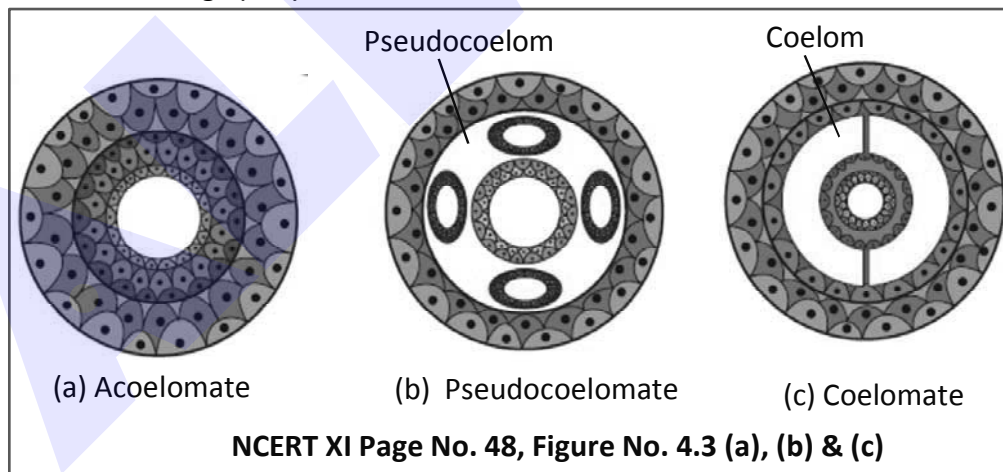 Pseudocoelom
Coelom
(a) Acoelomate
(b) Pseudocoelomate
(c) Coelomate
NCERT XI Page No. 48, Figure No. 4.3 (a), (b) & (c)